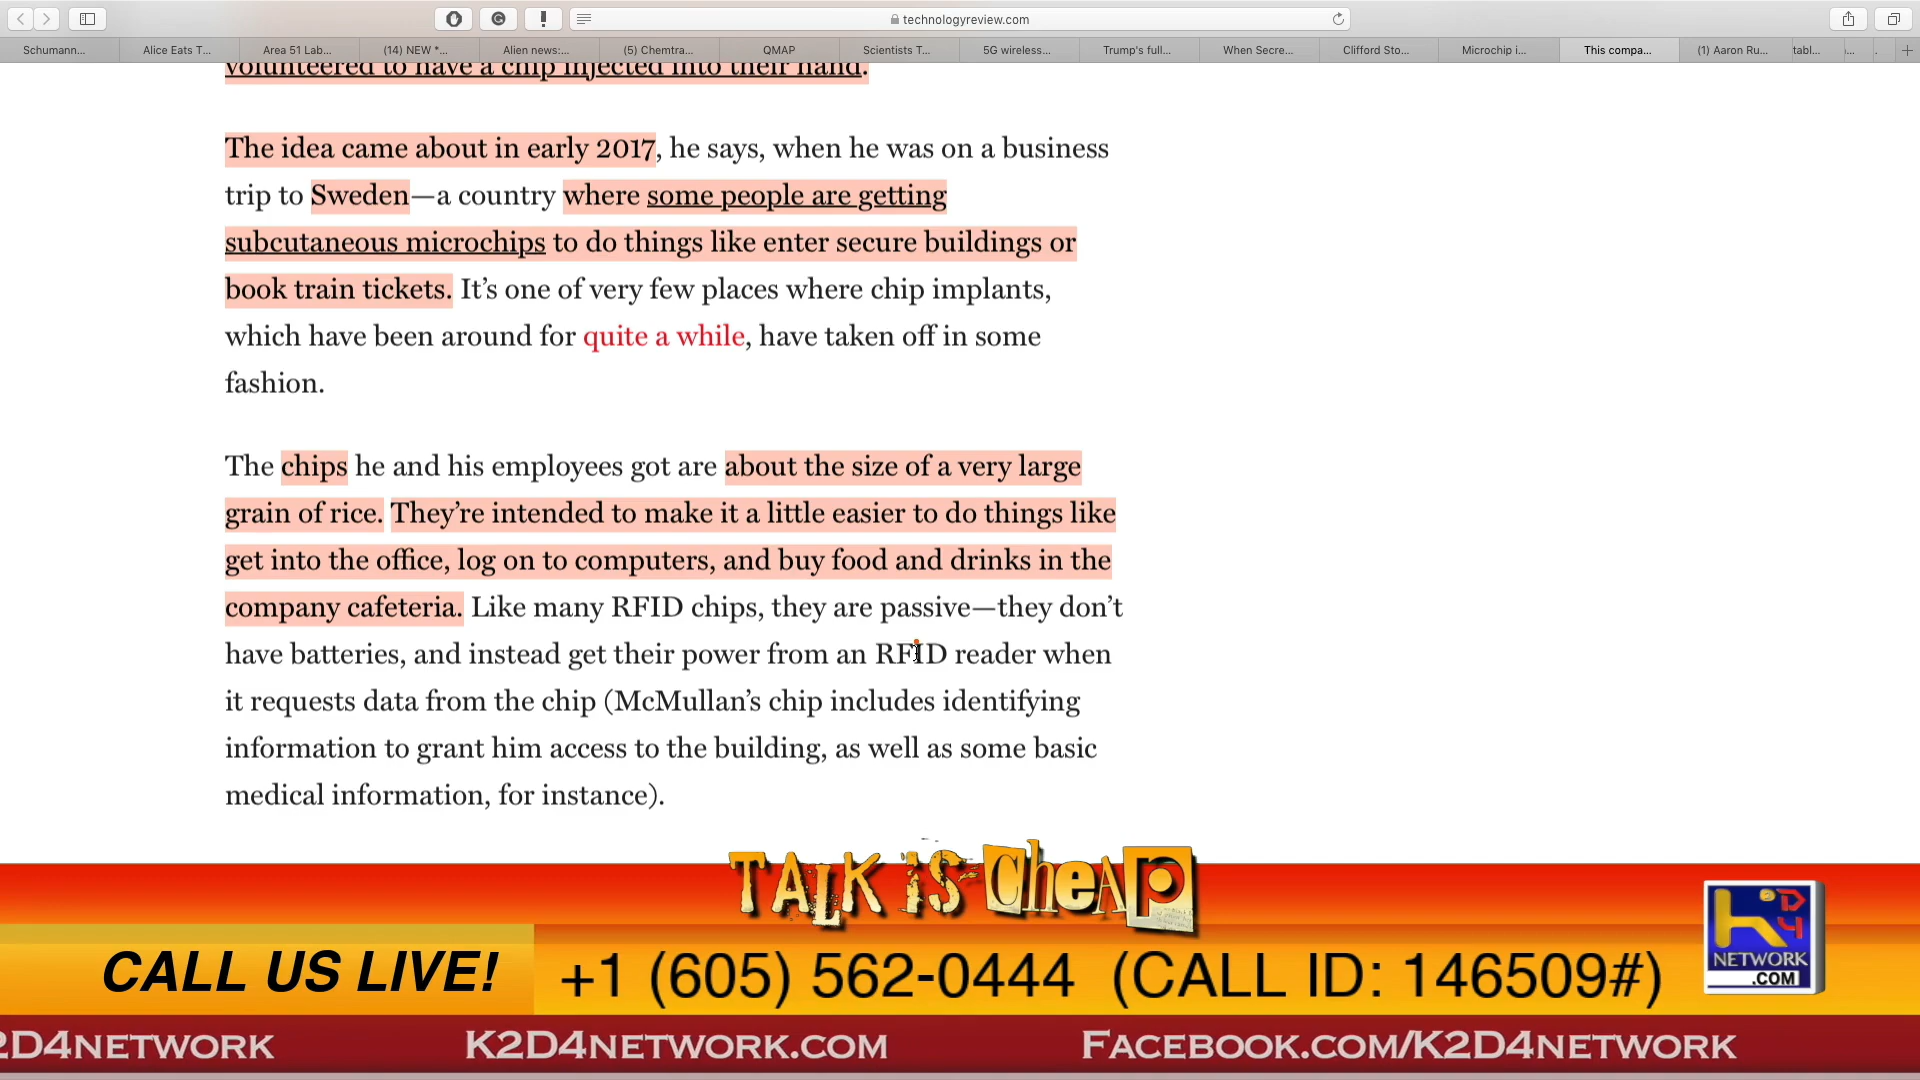 technologyreview.com
Schumann...
Alice Eats T...
Area 51 Lab...
(14) NEW *...
Alien news:...
(5) Chemtra...
QMAP
Scientists T...
5G wireless...
Trump's full...
When Secre...
Clifford Sto...
Microchip i...
This compa...
(1) Aaron Ru...
tabl...
volunteered to have a chip injected into their hand.
The idea came about in early 2017, he says, when he was on a business
trip to Sweden—a country where some people are getting
subcutaneous microchips to do things like enter secure buildings or
book train tickets. It's one of very few places where chip implants,
which have been around for quite a while, have taken off in some
fashion.
The chips he and his employees got are about the size of a very large
grain of rice. They're intended to make it a little easier to do things like
get into the office, log on to computers, and buy food and drinks in the
company cafeteria. Like many RFID chips, they are passive—they don't
have batteries, and instead get their power from an RFID reader when
it requests data from the chip (McMullan's chip includes identifying
information to grant him access to the building, as well as some basic
medical information, for instance).
TALK iS CheAP
CALL US LIVE!
+1 (605) 562-0444 (CALL ID: 146509#)
K D4
NETWORK
.COM
2D4NETWORK
K2D4NETWORK.COM
FACEBOOK.COM/K2D4NETWORK